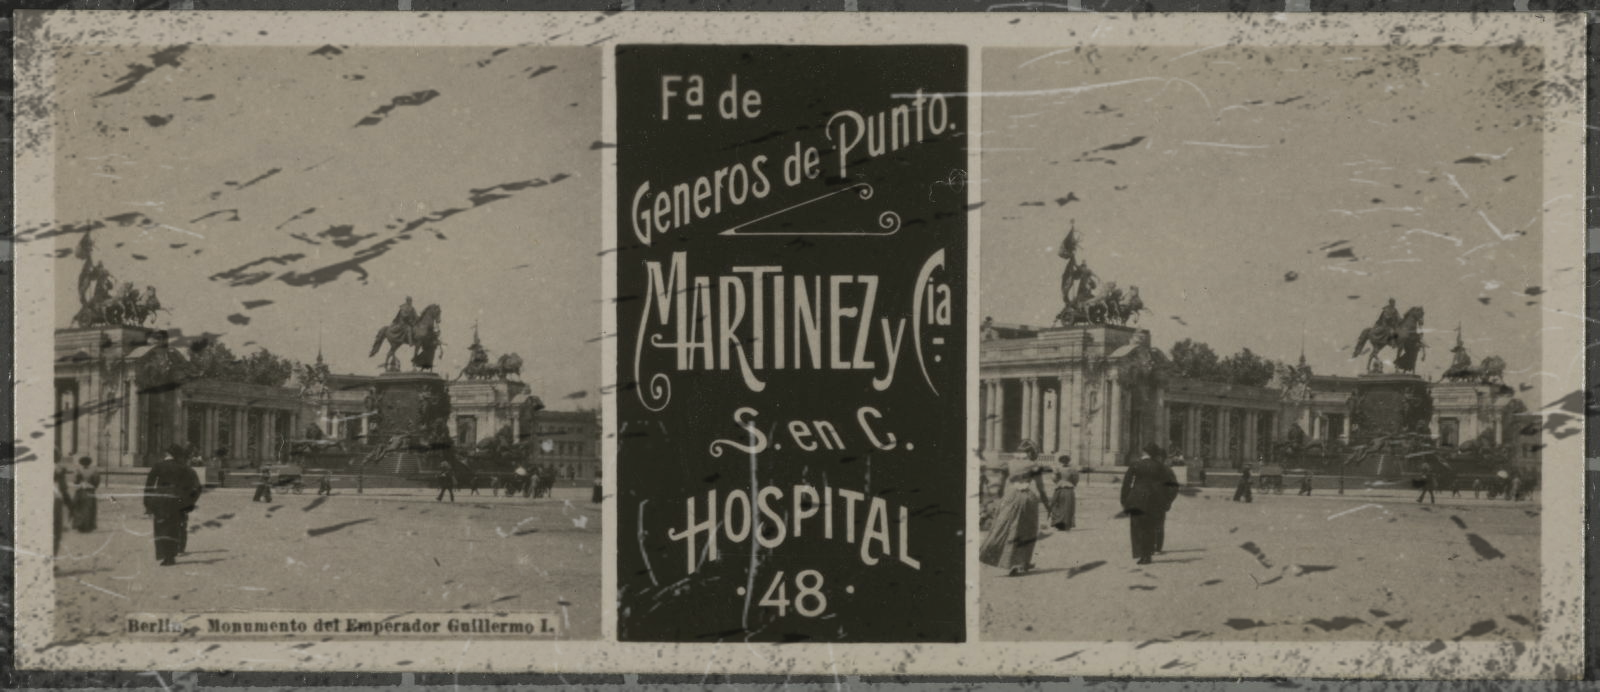 Fª de
Generos de Punto.
MARTINEZ y Cia.
S. en C.
HOSPITAL
· 48 ·
Berlin. - Monumento del Emperador Guillermo I.